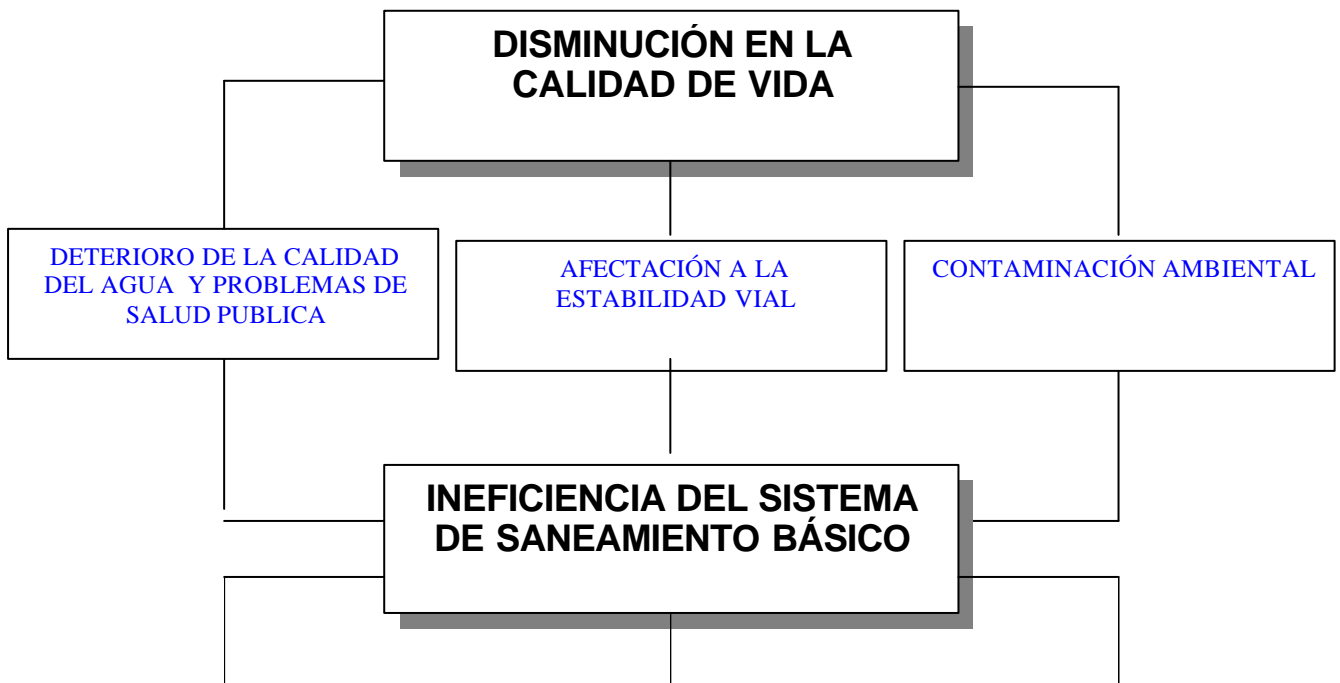 DISMINUCIÓN EN LA
CALIDAD DE VIDA
DETERIORO DE LA CALIDAD
DEL AGUA Y PROBLEMAS DE
SALUD PUBLICA
AFECTACIÓN A LA
ESTABILIDAD VIAL
CONTAMINACIÓN AMBIENTAL
INEFICIENCIA DEL SISTEMA
DE SANEAMIENTO BÁSICO